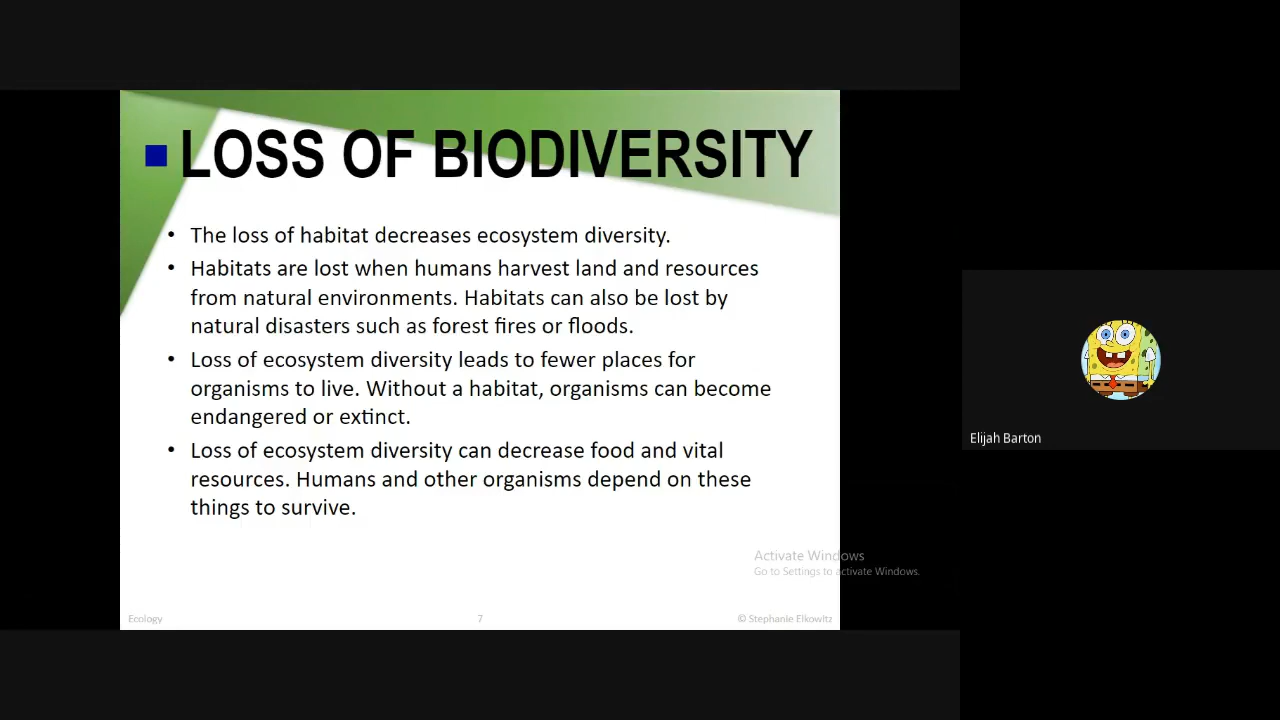 LOSS OF BIODIVERSITY
• The loss of habitat decreases ecosystem diversity.
• Habitats are lost when humans harvest land and resources
from natural environments. Habitats can also be lost by
natural disasters such as forest fires or floods.
• Loss of ecosystem diversity leads to fewer places for
organisms to live. Without a habitat, organisms can become
endangered or extinct.
• Loss of ecosystem diversity can decrease food and vital
resources. Humans and other organisms depend on these
things to survive.
Elijah Barton
Activate Windows
Go to Settings to activate Windows.
Ecology
7
© Stephanie Elkowitz